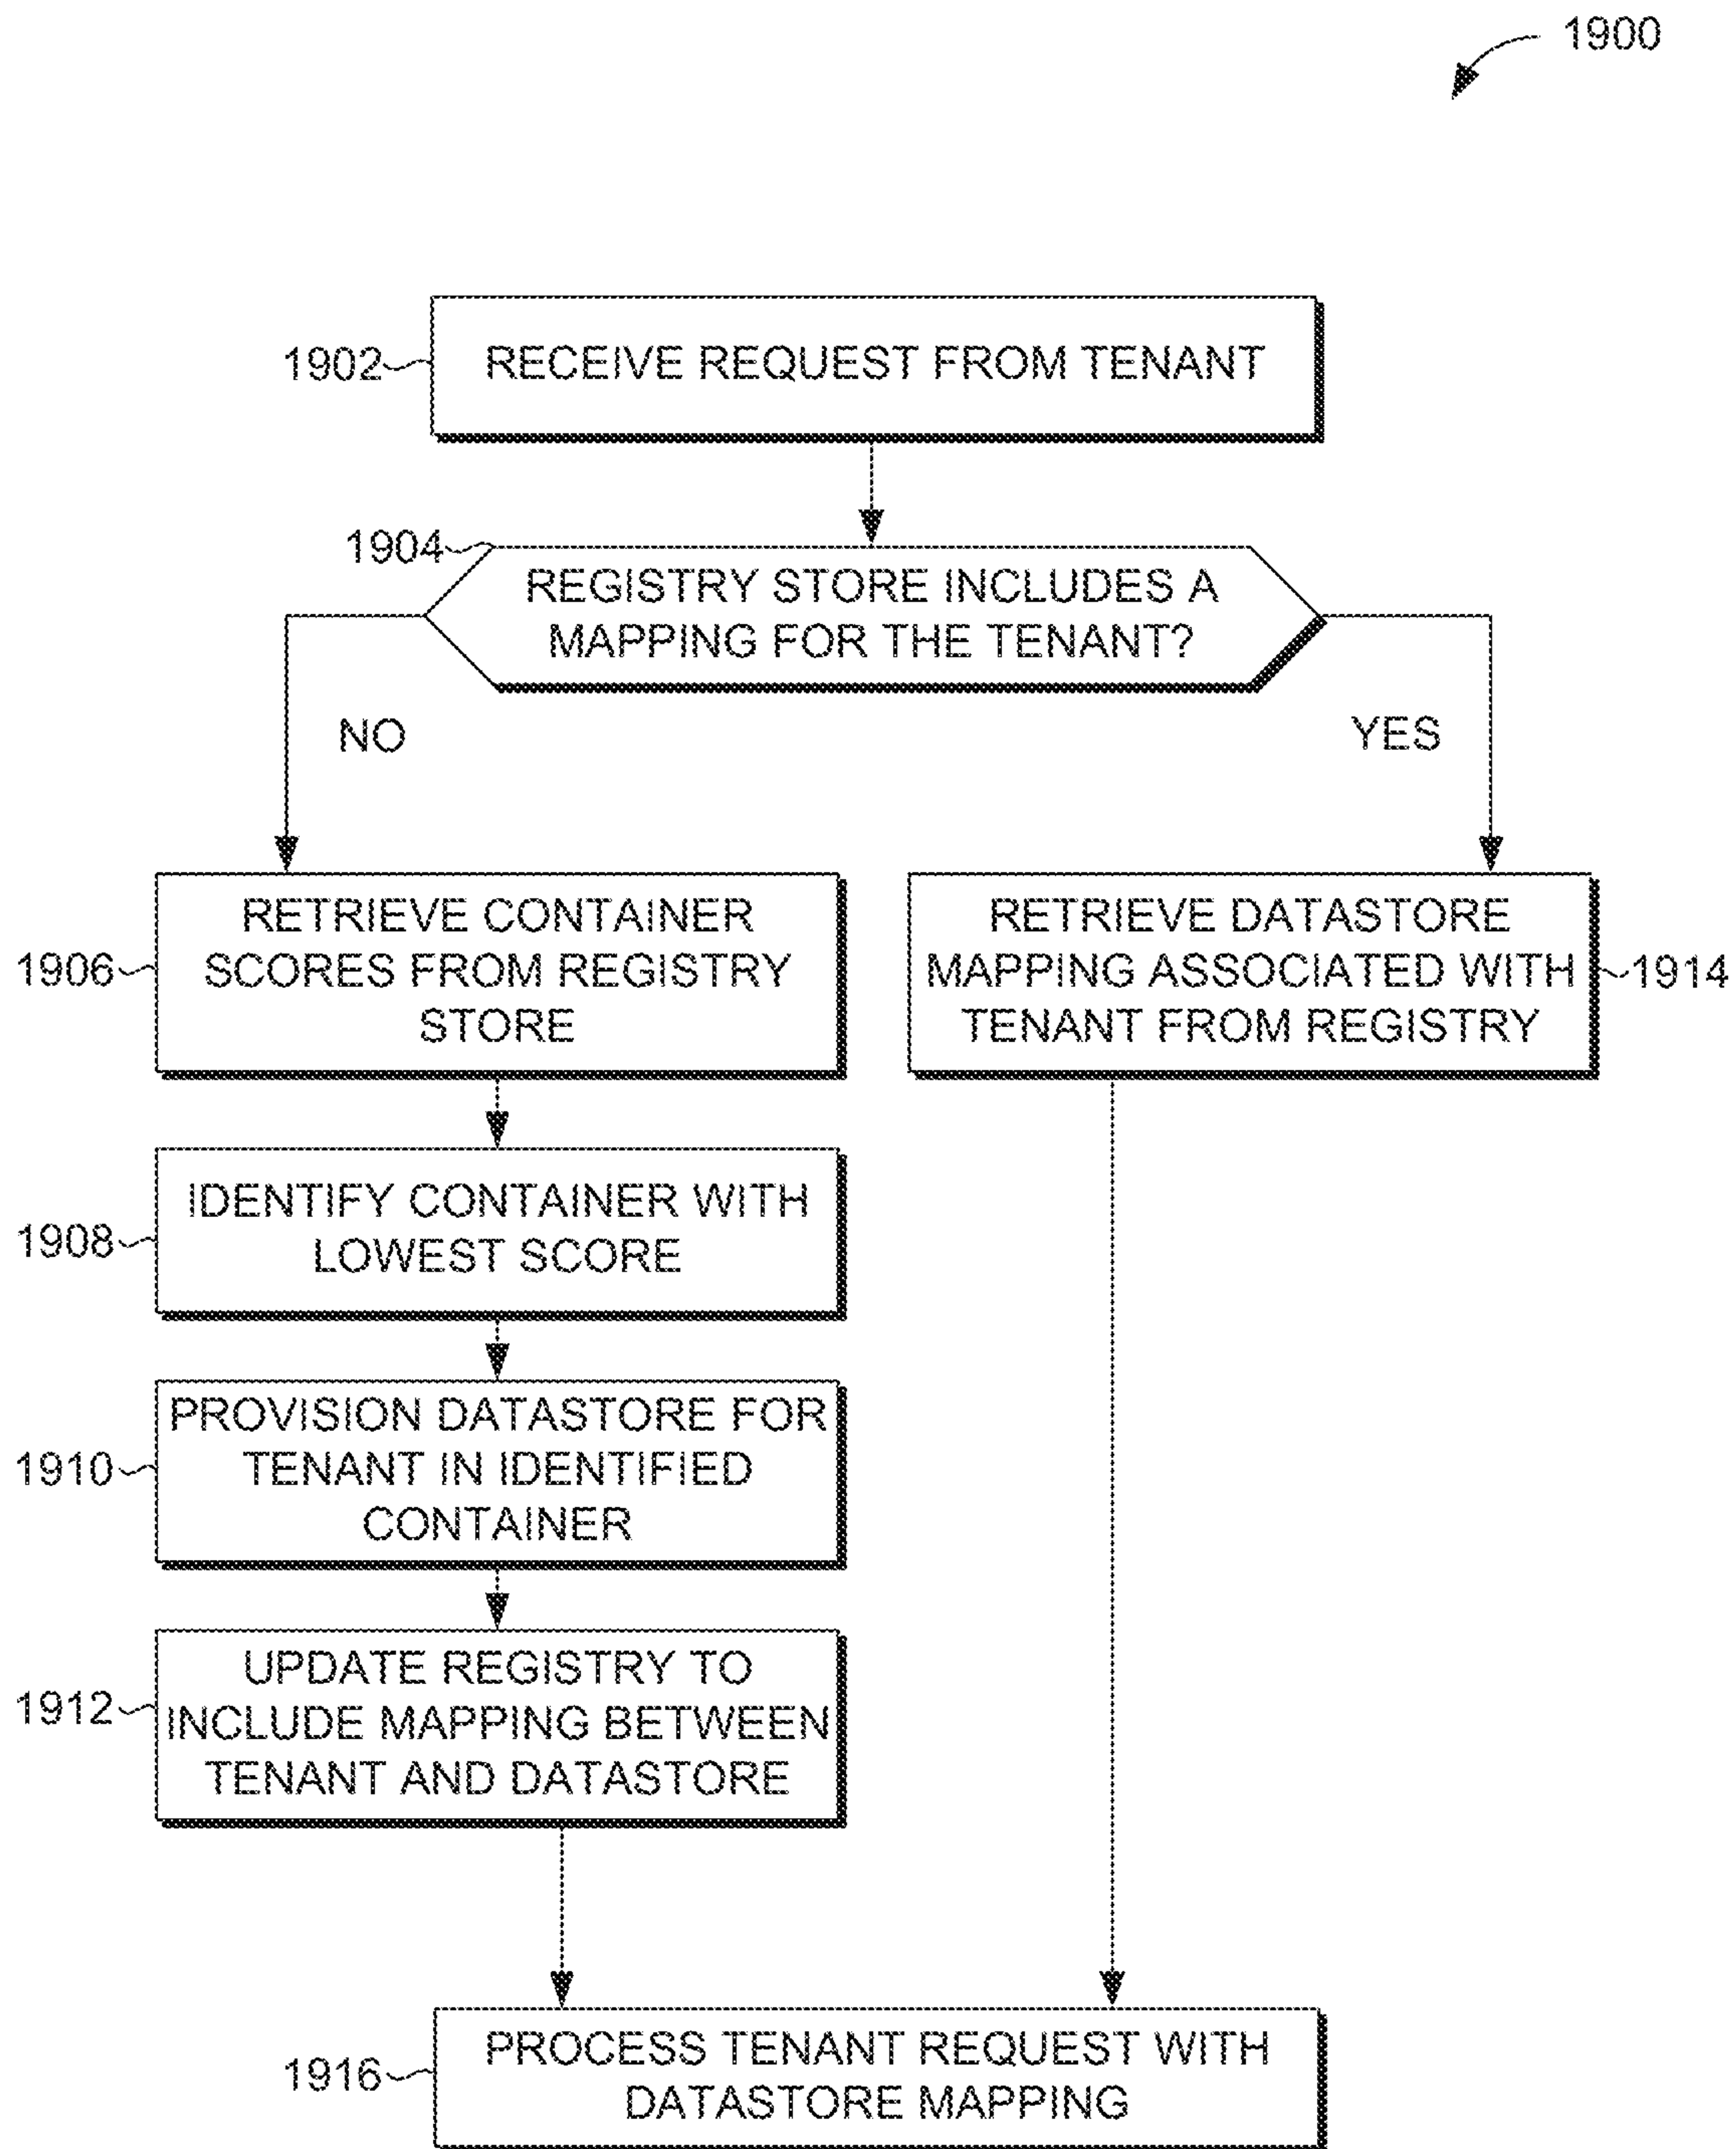 1900
1902
RECEIVE REQUEST FROM TENANT
1904
REGISTRY STORE INCLUDES A
MAPPING FOR THE TENANT?
NO
YES
1906
RETRIEVE CONTAINER
SCORES FROM REGISTRY
STORE
RETRIEVE DATASTORE
MAPPING ASSOCIATED WITH
TENANT FROM REGISTRY
1914
1908
IDENTIFY CONTAINER WITH
LOWEST SCORE
1910
PROVISION DATASTORE FOR
TENANT IN IDENTIFIED
CONTAINER
1912
UPDATE REGISTRY TO
INCLUDE MAPPING BETWEEN
TENANT AND DATASTORE
1916
PROCESS TENANT REQUEST WITH
DATASTORE MAPPING